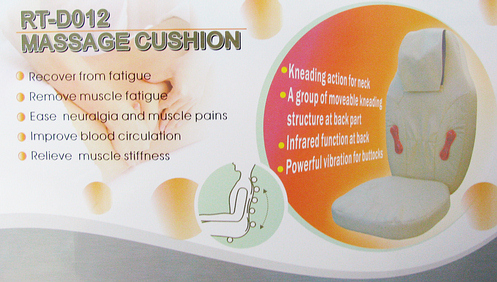 RT-D012
MASSAGE CUSHION
Recover from fatigue
Remove muscle fatigue
Ease neuralgia and muscle pains
Improve blood circulation
Relieve muscle stiffness
Kneading action for neck
A group of moveable kneading
structure at back part
Infrared function at back
Powerful vibration for buttocks